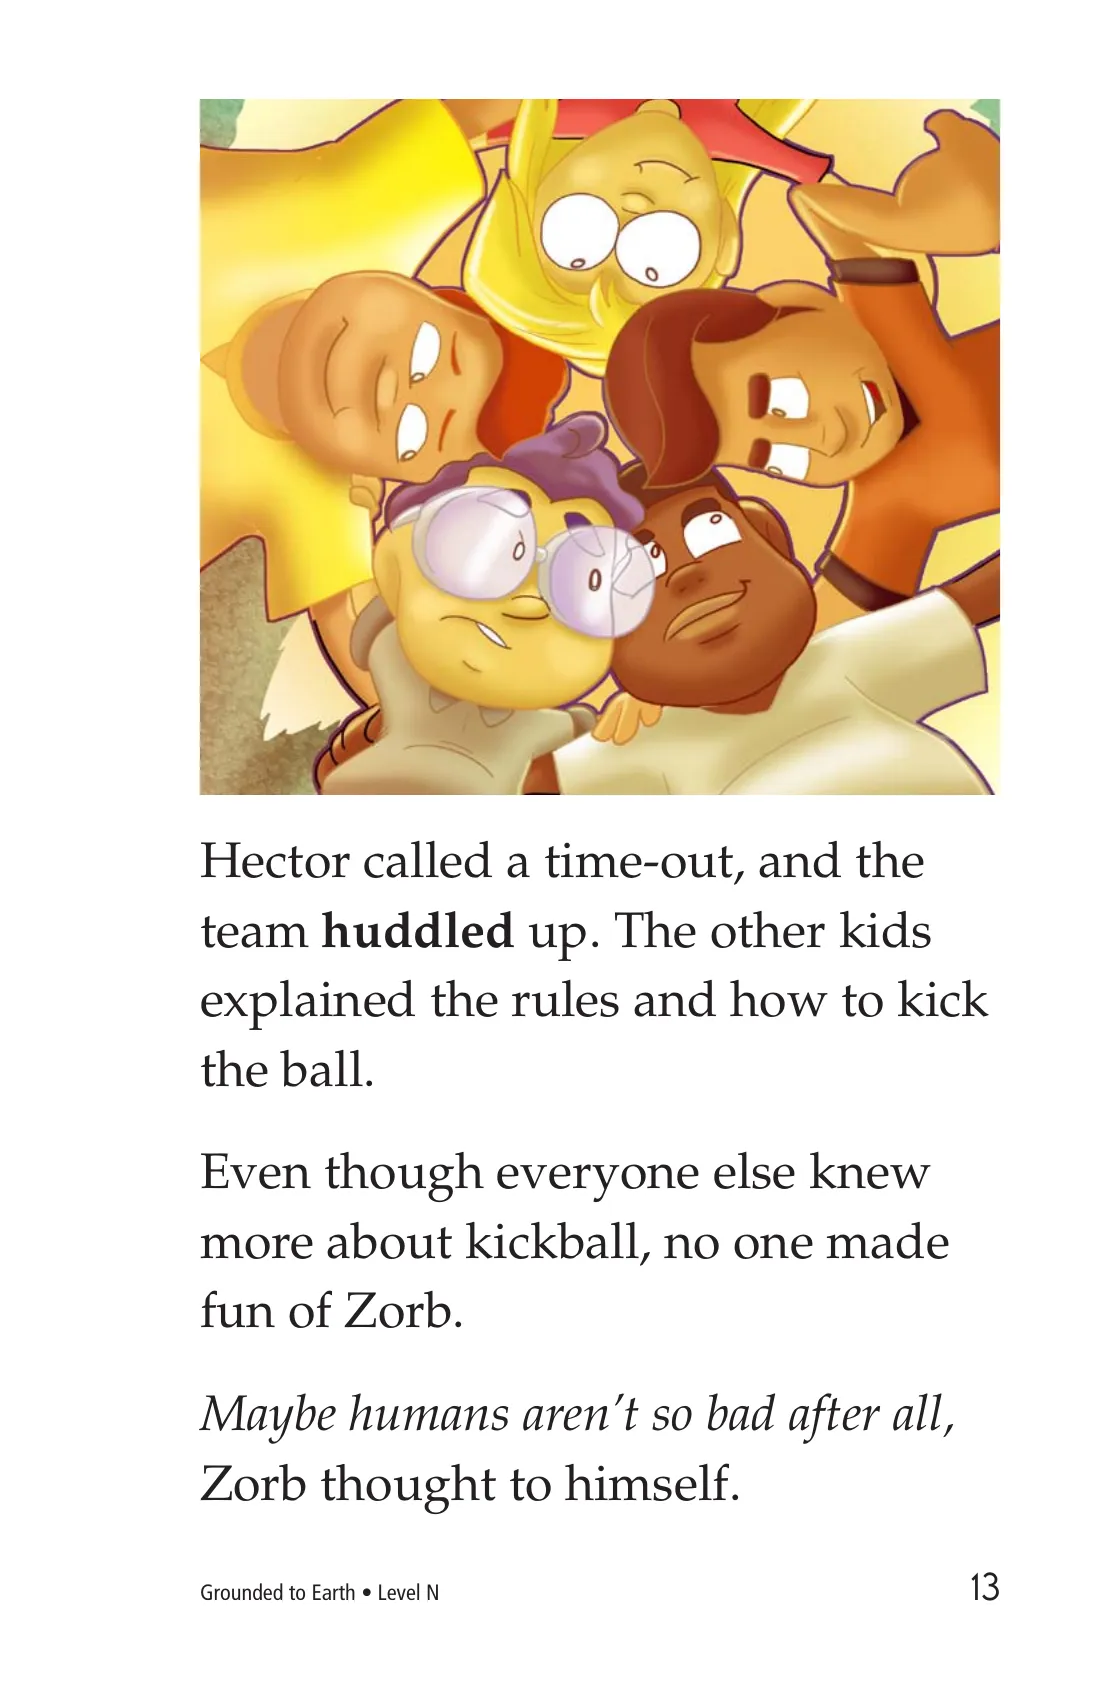 Hector called a time-out, and the
team huddled up. The other kids
explained the rules and how to kick
the ball.
Even though everyone else knew
more about kickball, no one made
fun of Zorb.
Maybe humans aren’t so bad after all,
Zorb thought to himself.
Grounded to Earth • Level N
13